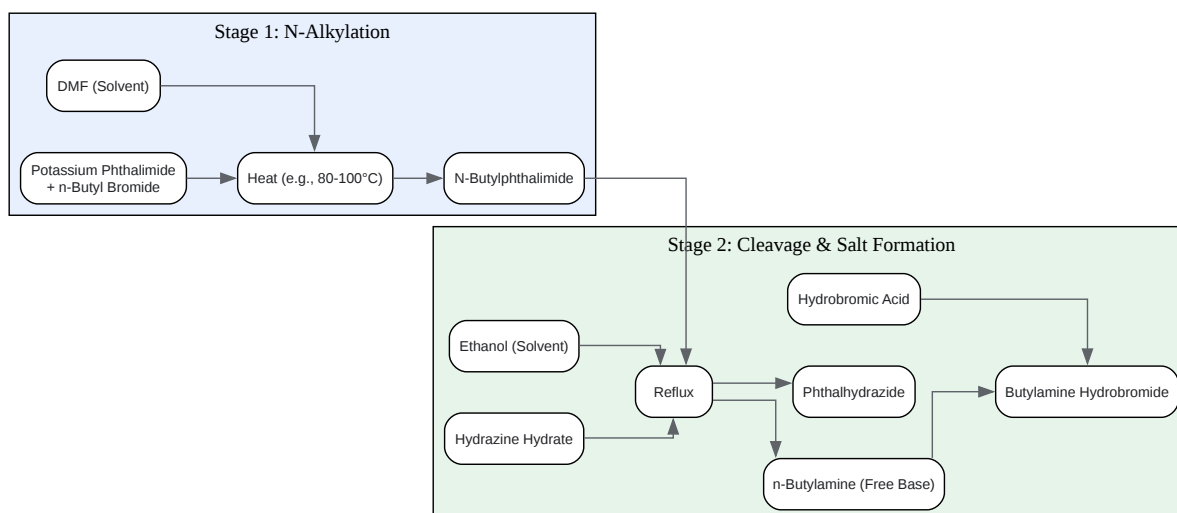 Stage 1: N-Alkylation
DMF (Solvent)
Potassium Phthalimide
+ n-Butyl Bromide
Heat (e.g., 80-100°C)
N-Butylphthalimide
Stage 2: Cleavage & Salt Formation
Hydrobromic Acid
Ethanol (Solvent)
Reflux
Phthalhydrazide
Butylamine Hydrobromide
Hydrazine Hydrate
n-Butylamine (Free Base)